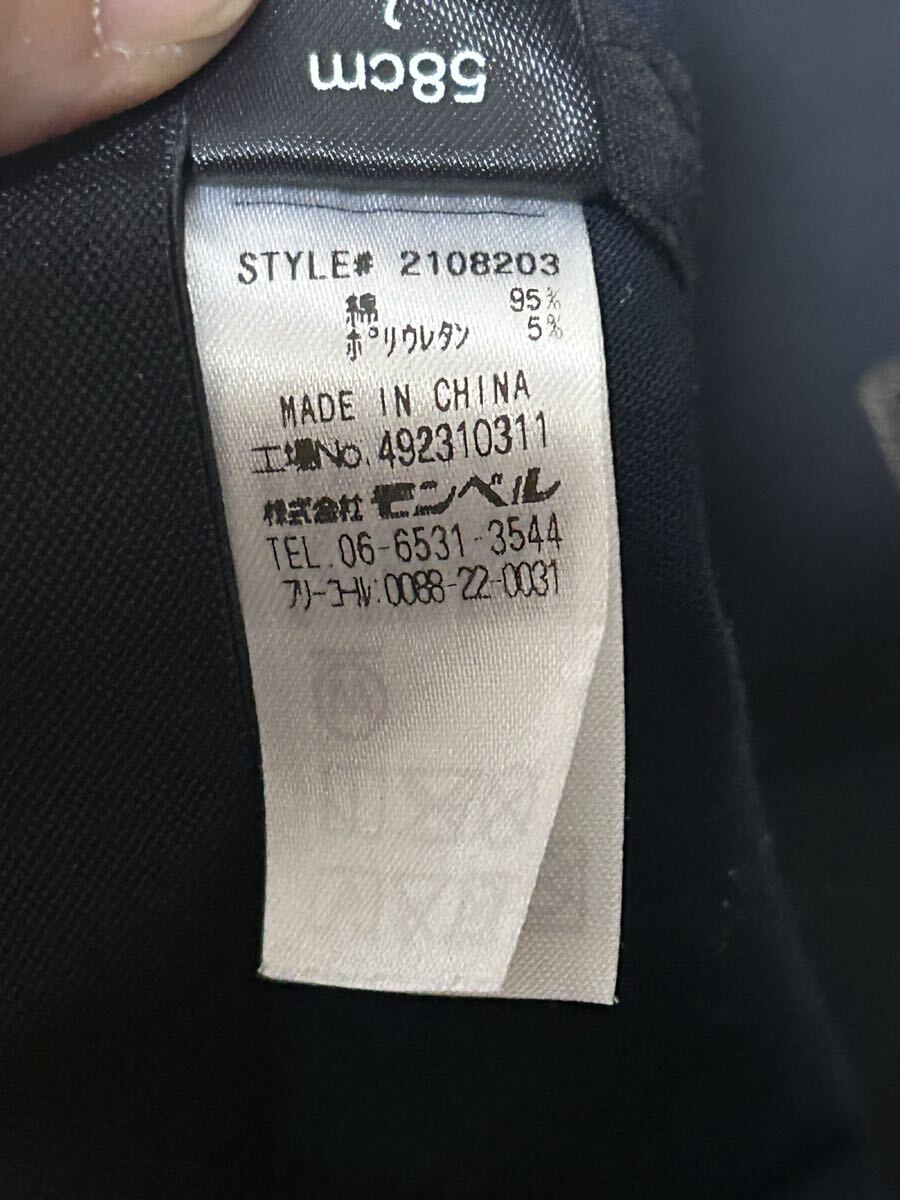 58cm
STYLE# 2108203
綿 95%
ポリウレタン 5%
MADE IN CHINA
工場No. 492310311
株式会社 モンベル
TEL. 06-6531-3544
フリーコール: 0088-22-0031